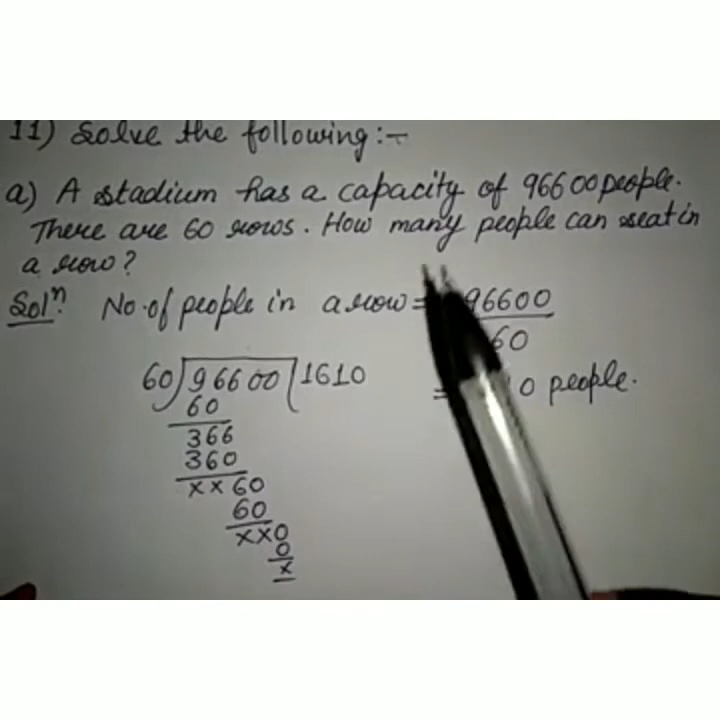 11) Solve the following :-
a) A stadium has a capacity of 96600 people.
There are 60 rows. How many people can seat in
a row?
Solⁿ. No. of people in a row = 96600
60
60)96600(1610
= 0 people.
60
366
360
xx60
60
xx0
0
x